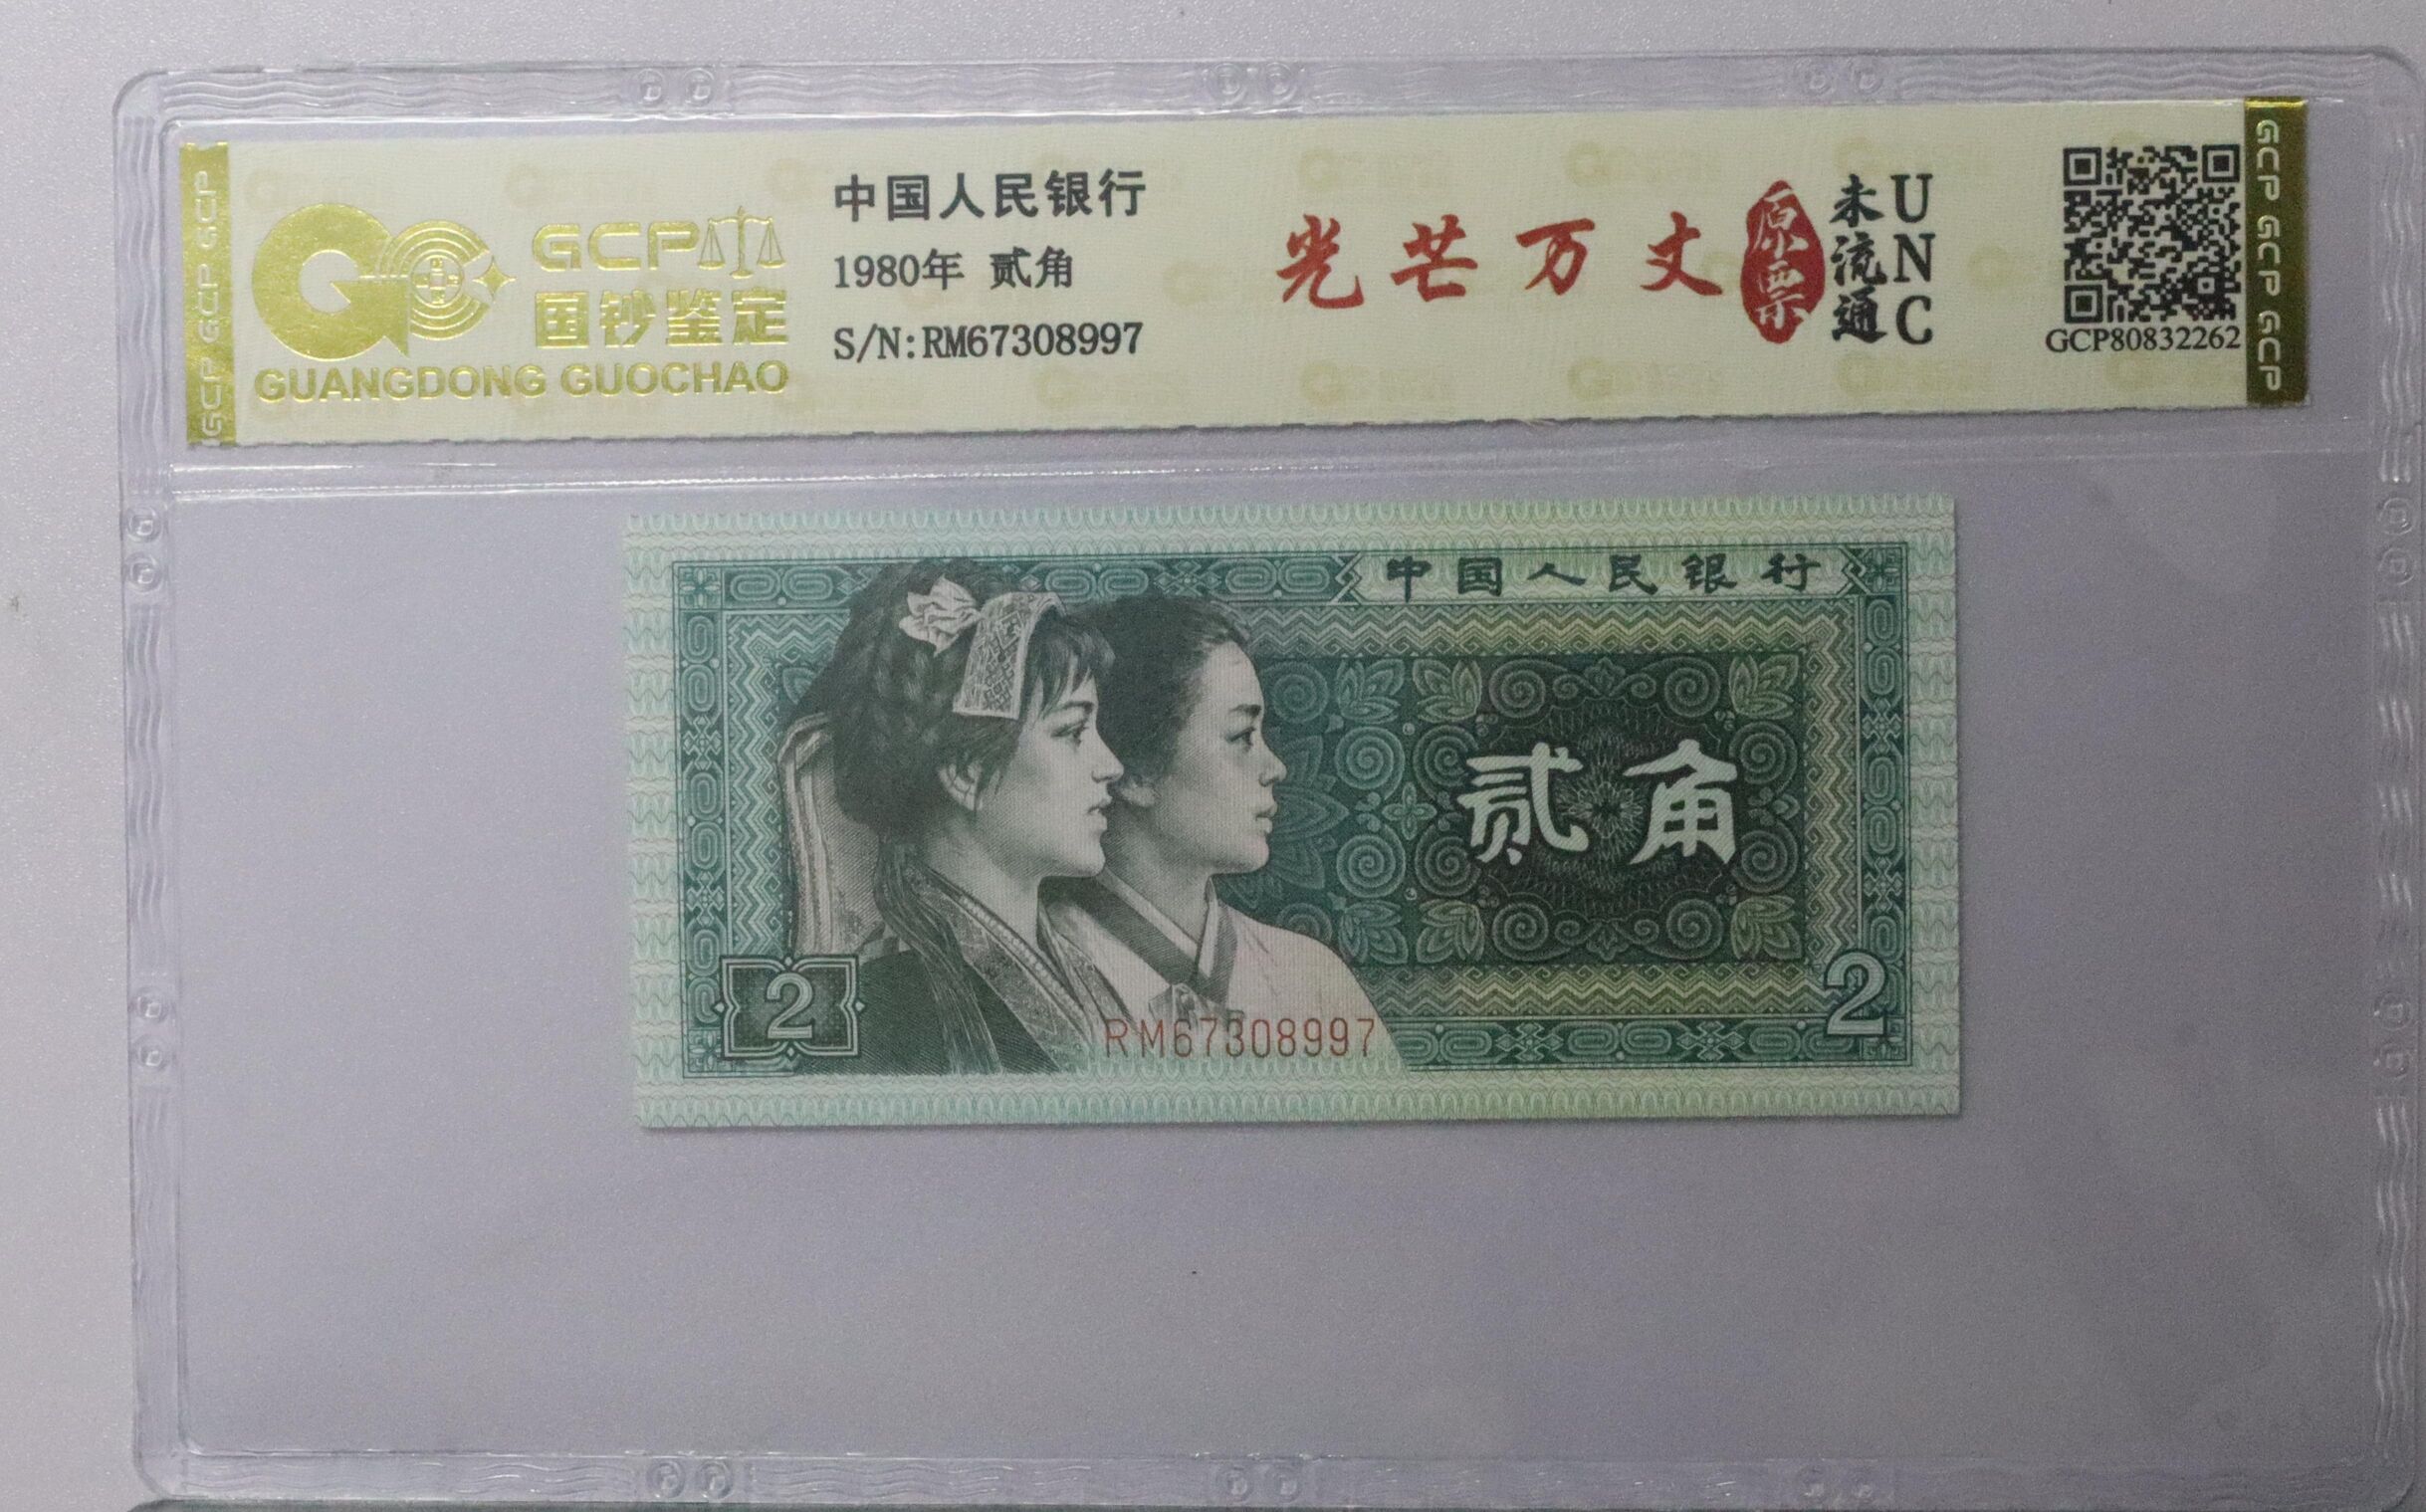 GCP GCP GCP
GCP
国钞鉴定
GUANGDONG GUOCHAO
中国人民银行
1980年 贰角
S/N:RM67308997
光芒万丈
原票
未流通
UNC
GCP80832262
GCP GCP GCP
中国人民银行
贰角
2
2
RM67308997